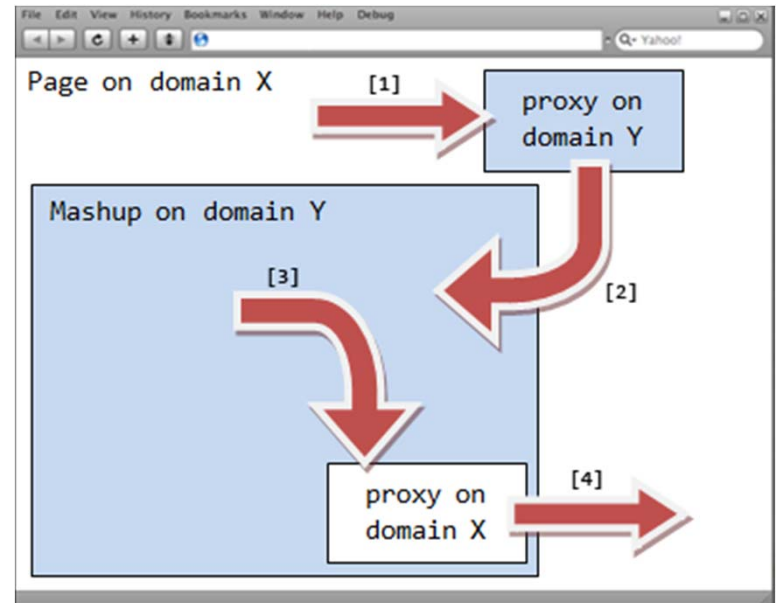 File Edit View History Bookmarks Window Help Debug
Yahoo!
Page on domain X
[1]
proxy on
domain Y
Mashup on domain Y
[3]
[2]
proxy on
domain X
[4]